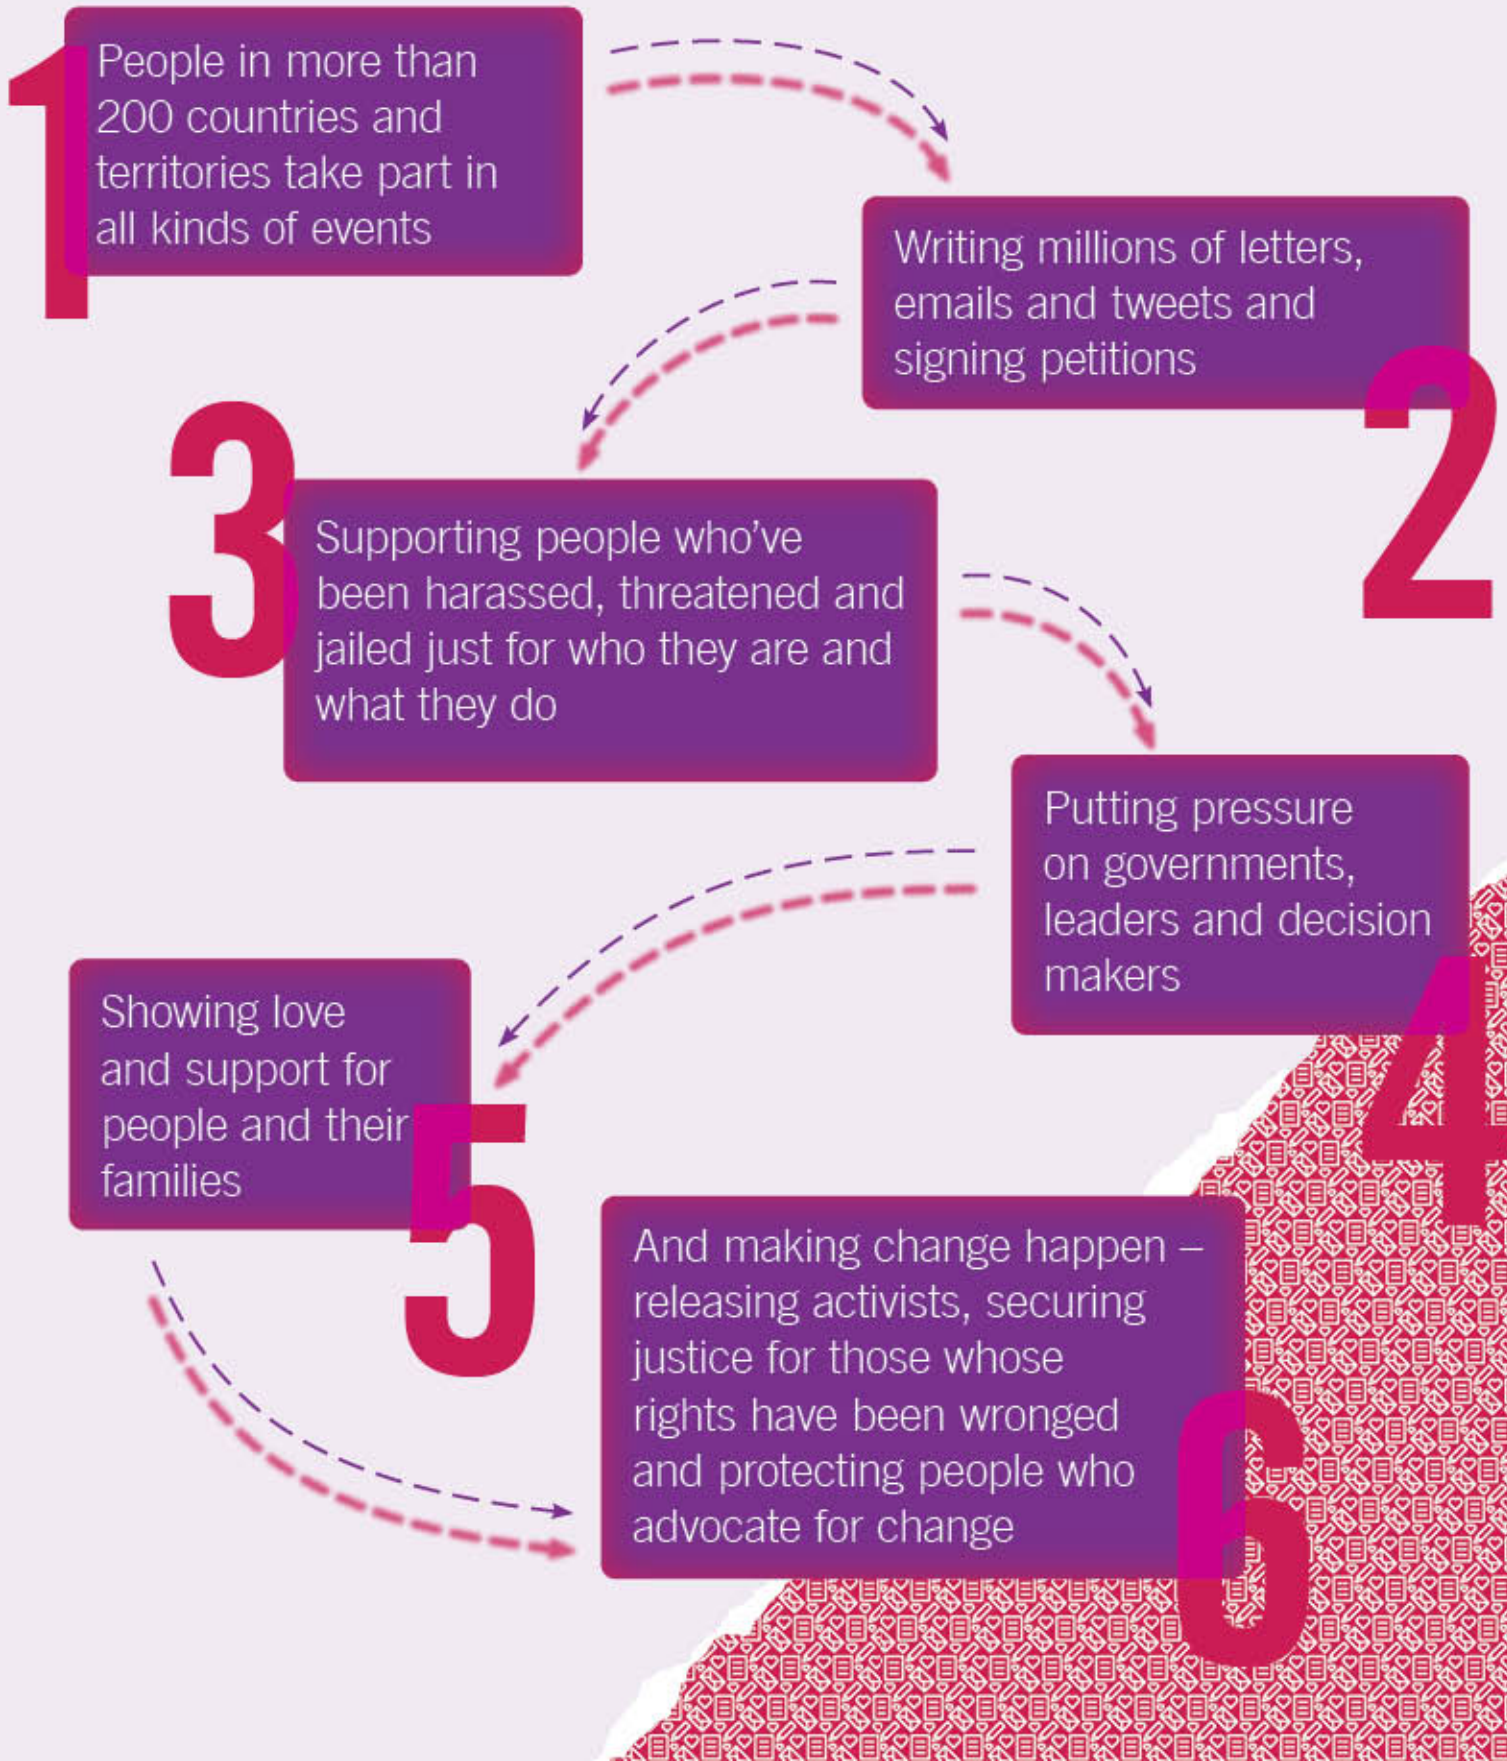 1
People in more than
200 countries and
territories take part in
all kinds of events
2
Writing millions of letters,
emails and tweets and
signing petitions
3
Supporting people who’ve
been harassed, threatened and
jailed just for who they are and
what they do
4
Putting pressure
on governments,
leaders and decision
makers
5
Showing love
and support for
people and their
families
6
And making change happen –
releasing activists, securing
justice for those whose
rights have been wronged
and protecting people who
advocate for change